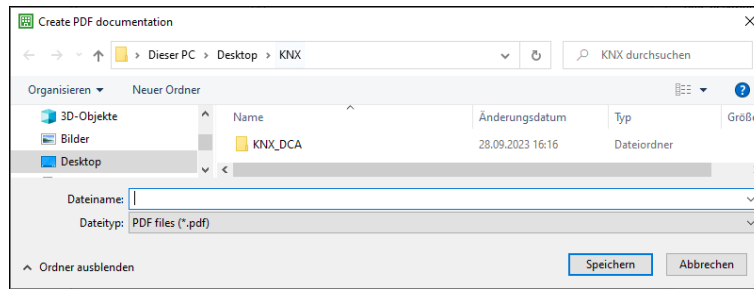 Create PDF documentation
Dieser PC > Desktop > KNX
KNX durchsuchen
Organisieren
Neuer Ordner
3D-Objekte
Bilder
Desktop
Name
Änderungsdatum
Typ
Größe
KNX_DCA
28.09.2023 16:16
Dateiordner
Dateiname:
Dateityp: PDF files (*.pdf)
Ordner ausblenden
Speichern
Abbrechen